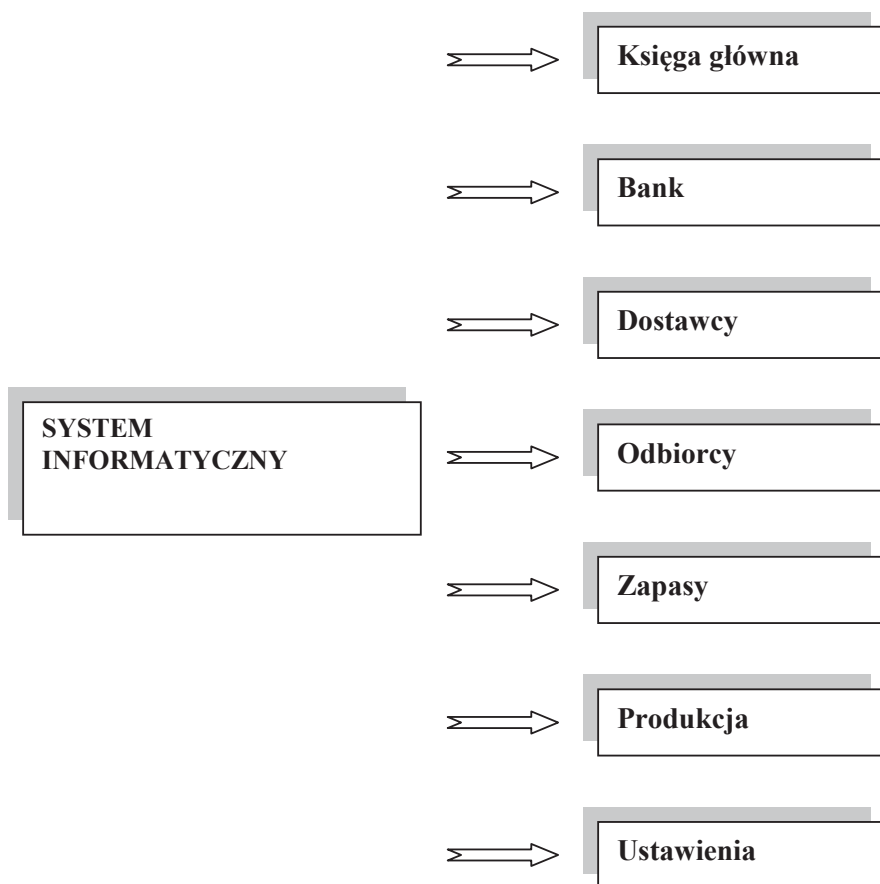 Księga główna
Bank
Dostawcy
SYSTEM
INFORMATYCZNY
Odbiorcy
Zapasy
Produkcja
Ustawienia